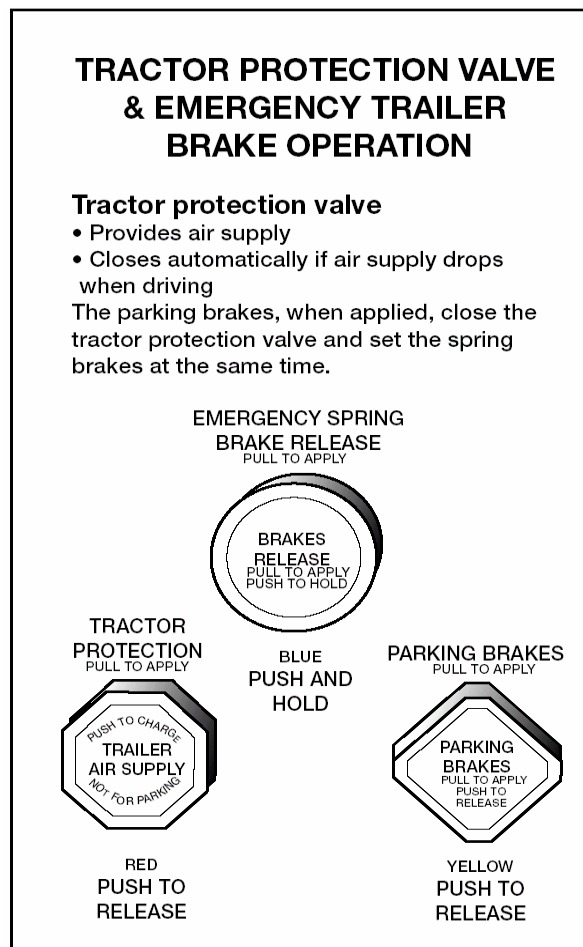 TRACTOR PROTECTION VALVE
& EMERGENCY TRAILER
BRAKE OPERATION
Tractor protection valve
• Provides air supply
• Closes automatically if air supply drops
when driving
The parking brakes, when applied, close the
tractor protection valve and set the spring
brakes at the same time.
EMERGENCY SPRING
BRAKE RELEASE
PULL TO APPLY
BRAKES
RELEASE
PULL TO APPLY
PUSH TO HOLD
BLUE
PUSH AND
HOLD
TRACTOR
PROTECTION
PULL TO APPLY
PUSH TO CHARGE
TRAILER
AIR SUPPLY
NOT FOR PARKING
RED
PUSH TO
RELEASE
PARKING BRAKES
PULL TO APPLY
PARKING
BRAKES
PULL TO APPLY
PUSH TO
RELEASE
YELLOW
PUSH TO
RELEASE